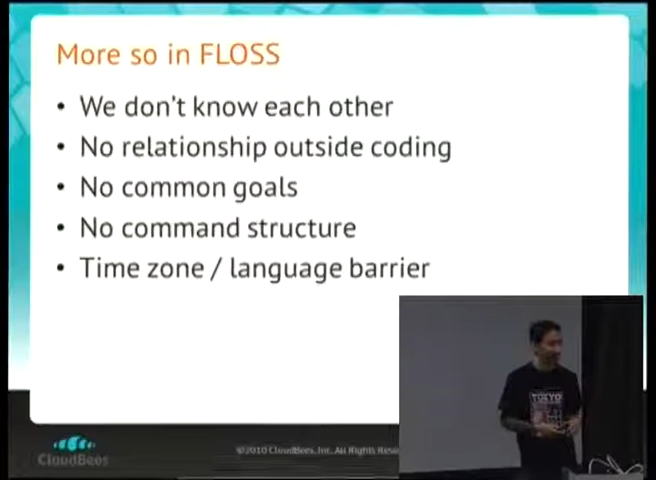 More so in FLOSS
• We don't know each other
• No relationship outside coding
• No common goals
• No command structure
• Time zone / language barrier
TOKYO
CloudBees
©2010 CloudBees, Inc. All Rights